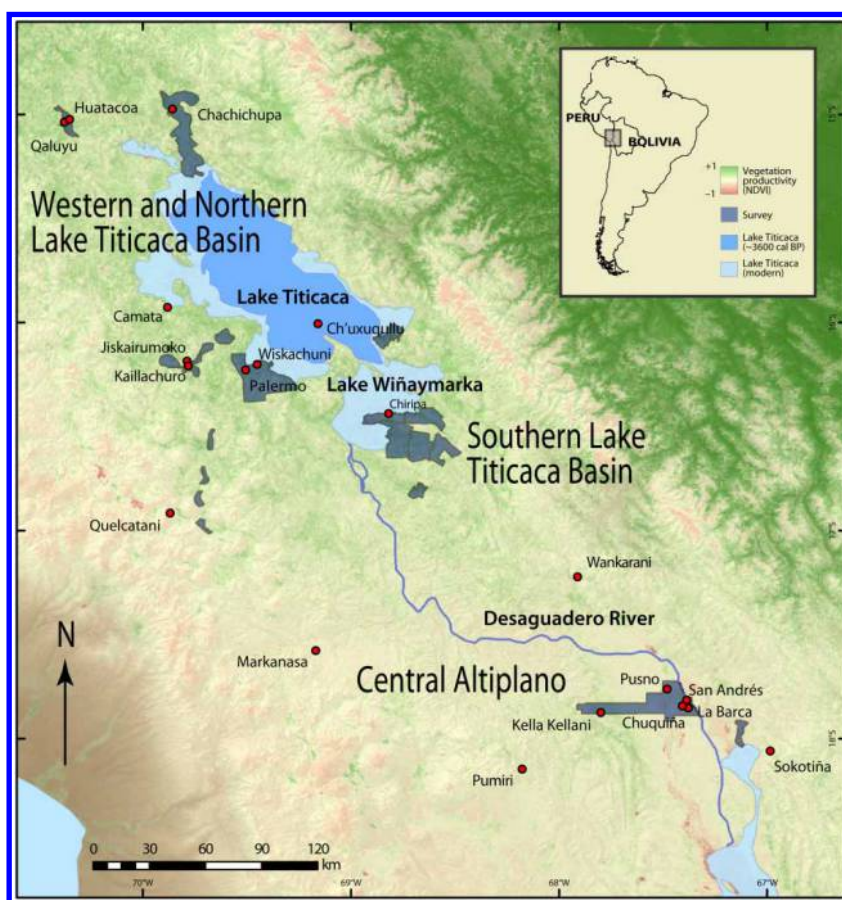 Huatacoa
Chachichupa
Qaluyu
Western and Northern
Lake Titicaca Basin
Lake Titicaca
Camata
Ch'uxuqullu
Jiskairumoko
Wiskachuni
Kaillachuro
Palermo
Lake Wiñaymarka
Chiripa
Southern Lake
Titicaca Basin
Quelcatani
Wankarani
Desaguadero River
Markanasa
Central Altiplano
Pusno
San Andrés
Kella Kellani
Chuquiña
La Barca
Sokotiña
Pumiri
N
0 30 60 90 120
km
70°W
69°W
68°W
67°W
15°S
16°S
17°S
18°S
PERU
BOLIVIA
+1
-1
Vegetation
productivity
(NDVI)
Survey
Lake Titicaca
(~3600 cal BP)
Lake Titicaca
(modern)